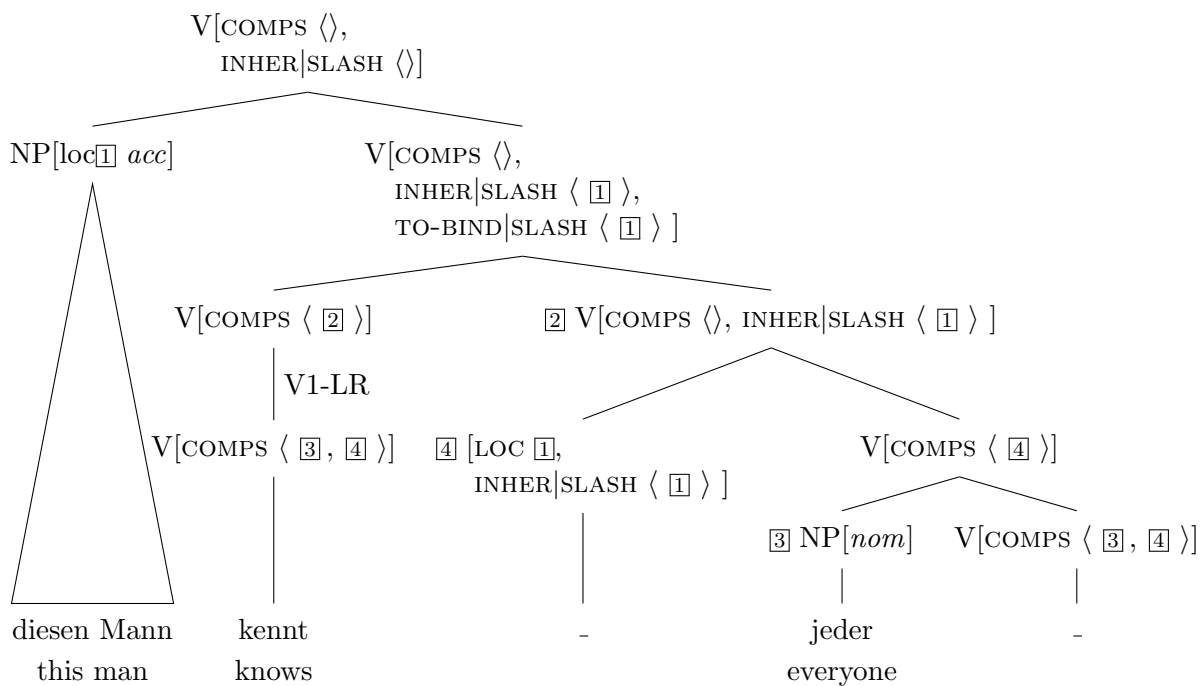 V[COMPS ⟨⟩,
INHER|SLASH ⟨⟩]
NP[loc 1 acc]
V[COMPS ⟨⟩,
INHER|SLASH ⟨ 1 ⟩,
TO-BIND|SLASH ⟨ 1 ⟩ ]
V[COMPS ⟨ 2 ⟩]
2 V[COMPS ⟨⟩, INHER|SLASH ⟨ 1 ⟩ ]
V1-LR
V[COMPS ⟨ 3 , 4 ⟩]
4 [LOC 1 ,
INHER|SLASH ⟨ 1 ⟩ ]
V[COMPS ⟨ 4 ⟩]
3 NP[nom]
V[COMPS ⟨ 3 , 4 ⟩]
diesen Mann kennt _ jeder _
this man knows everyone